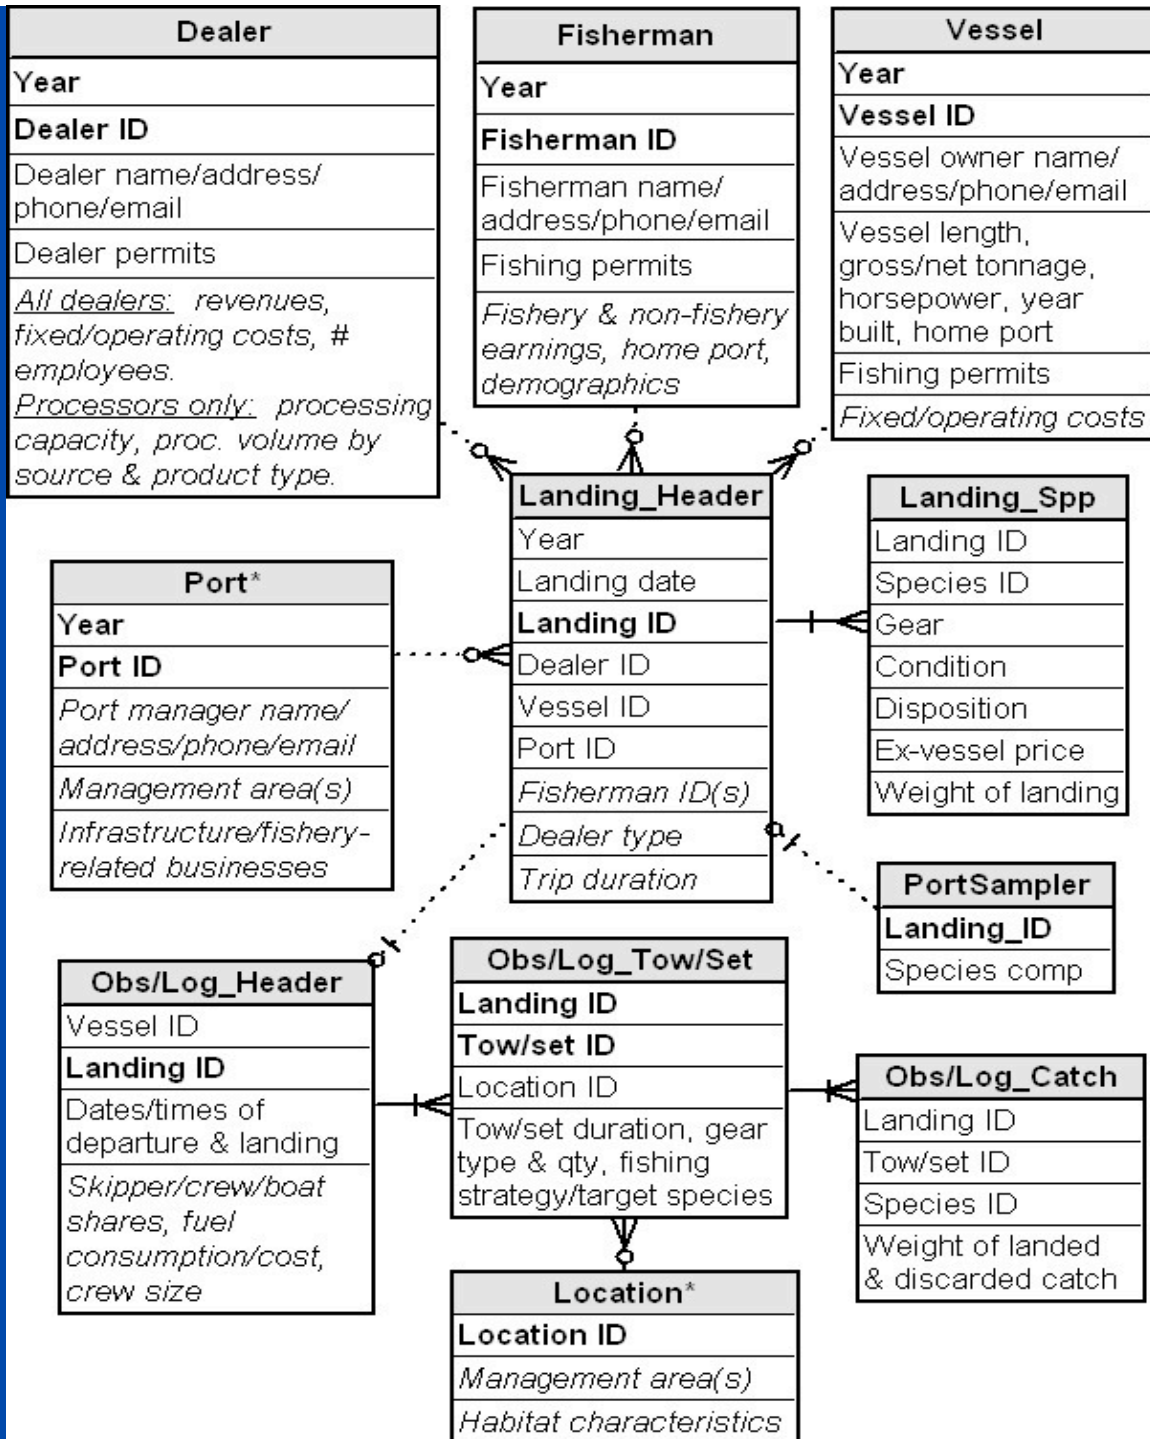 Dealer
Year
Dealer ID
Dealer name/address/
phone/email
Dealer permits
All dealers: revenues,
fixed/operating costs, #
employees.
Processors only: processing
capacity, proc. volume by
source & product type.
Fisherman
Year
Fisherman ID
Fisherman name/
address/phone/email
Fishing permits
Fishery & non-fishery
earnings, home port,
demographics
Vessel
Year
Vessel ID
Vessel owner name/
address/phone/email
Vessel length,
gross/net tonnage,
horsepower, year
built, home port
Fishing permits
Fixed/operating costs
Port*
Year
Port ID
Port manager name/
address/phone/email
Management area(s)
Infrastructure/fishery-
related businesses
Landing_Header
Year
Landing date
Landing ID
Dealer ID
Vessel ID
Port ID
Fisherman ID(s)
Dealer type
Trip duration
Landing_Spp
Landing ID
Species ID
Gear
Condition
Disposition
Ex-vessel price
Weight of landing
PortSampler
Landing_ID
Species comp
Obs/Log_Header
Vessel ID
Landing ID
Dates/times of
departure & landing
Skipper/crew/boat
shares, fuel
consumption/cost,
crew size
Obs/Log_Tow/Set
Landing ID
Tow/set ID
Location ID
Tow/set duration, gear
type & qty, fishing
strategy/target species
Obs/Log_Catch
Landing ID
Tow/set ID
Species ID
Weight of landed
& discarded catch
Location*
Location ID
Management area(s)
Habitat characteristics